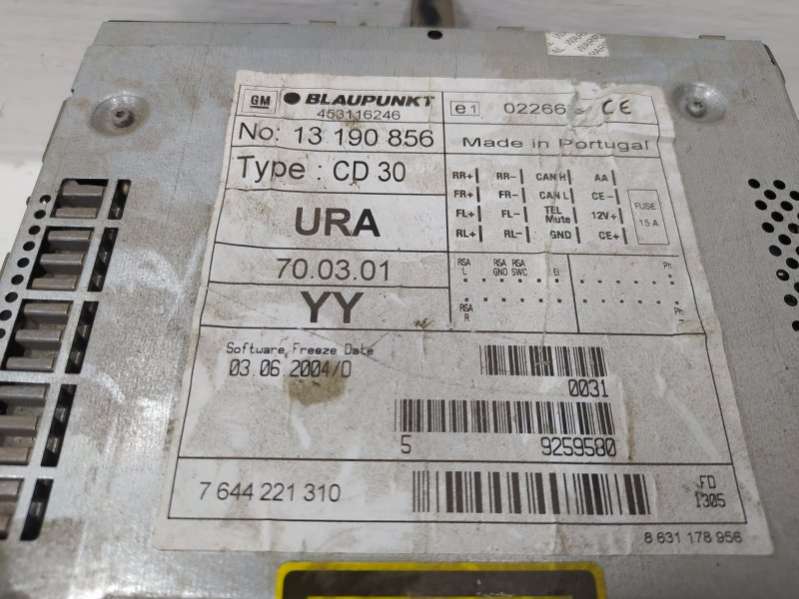 GM BLAUPUNKT
453116246
e1 02266 CE
No: 13 190 856
Made in Portugal
Type : CD 30
RR+ RR- CAN H AA
FR+ FR- CAN L CE-
FL+ FL- TEL Mute 12V+
RL+ RL- GND CE+
FUSE
15 A
URA
70.03.01
RSA L RSA GND RSA SWC Ph
RSA R Ph
YY
Software Freeze Date
03.06.2004/0
0031
5 9259580
7 644 221 310
FD
1305
8 631 178 956